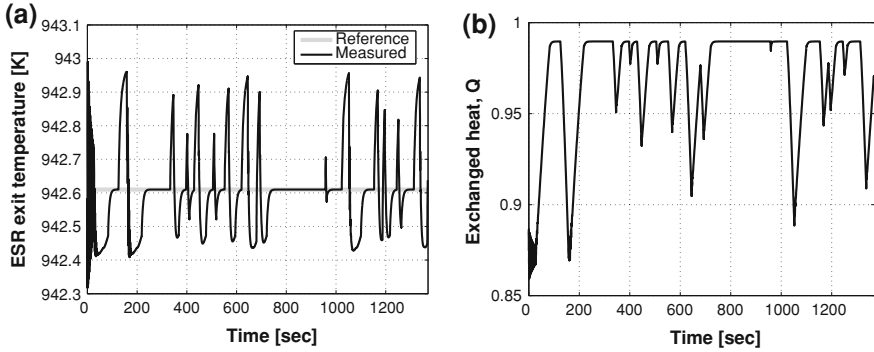 (a)
943.1
943
942.9
942.8
942.7
942.6
942.5
942.4
942.3
ESR exit temperature [K]
Reference
Measured
0 200 400 600 800 1000 1200
Time [sec]
(b)
1
0.95
0.9
0.85
Exchanged heat, Q
0 200 400 600 800 1000 1200
Time [sec]